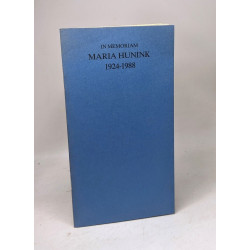 IN MEMORIAM
MARIA HUNINK
1924-1988